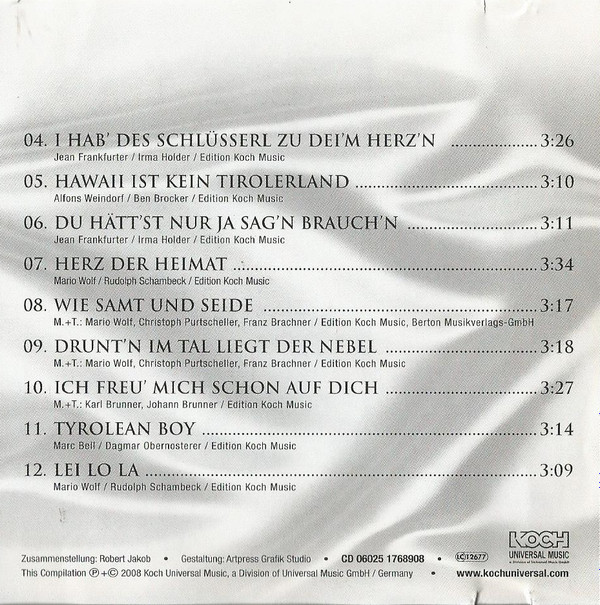 04. I HAB' DES SCHLÜSSERL ZU DEI'M HERZ'N ........................ 3:26
Jean Frankfurter / Irma Holder / Edition Koch Music
05. HAWAII IST KEIN TIROLERLAND ........................ 3:10
Alfons Weindorf / Ben Brocker / Edition Koch Music
06. DU HÄTT'ST NUR JA SAG'N BRAUCH'N ........................ 3:11
Jean Frankfurter / Irma Holder / Edition Koch Music
07. HERZ DER HEIMAT ........................ 3:34
Mario Wolf / Rudolph Schambeck / Edition Koch Music
08. WIE SAMT UND SEIDE ........................ 3:17
M.+T.: Mario Wolf, Christoph Purtscheller, Franz Brachner / Edition Koch Music, Berton Musikverlags-GmbH
09. DRUNT'N IM TAL LIEGT DER NEBEL ........................ 3:18
M.+T.: Mario Wolf, Christoph Purtscheller, Franz Brachner / Edition Koch Music
10. ICH FREU' MICH SCHON AUF DICH ........................ 3:27
M.+T.: Karl Brunner, Johann Brunner / Edition Koch Music
11. TYROLEAN BOY ........................ 3:14
Marc Bell / Dagmar Obernosterer / Edition Koch Music
12. LEI LO LA ........................ 3:09
Mario Wolf / Rudolph Schambeck / Edition Koch Music
KOCH
UNIVERSAL MUSIC
a Division of Universal Music GmbH
Zusammenstellung: Robert Jakob • Gestaltung: Artpress Grafik Studio • CD 06025 1768908 • LC 12677
This Compilation ℗+© 2008 Koch Universal Music, a Division of Universal Music GmbH / Germany • www.kochuniversal.com